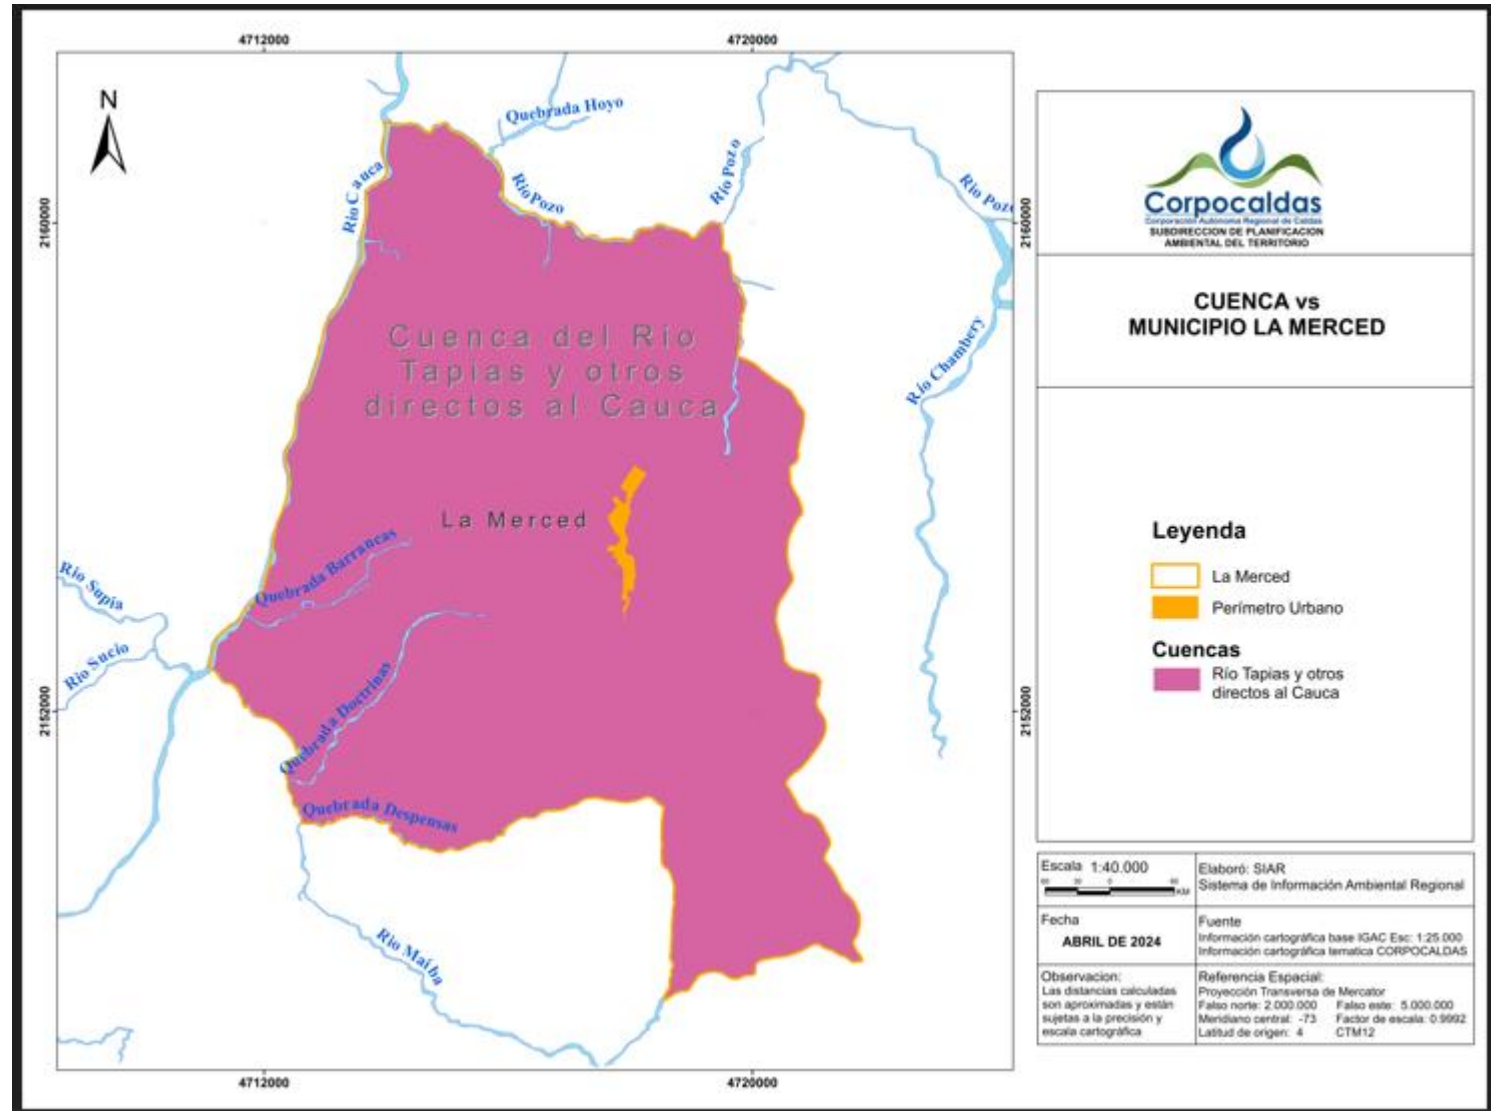 4712000
4720000
N
Quebrada Hoyo
Río Cauca
Río Pozo
Río Pozo
Río Pozo
2160000
2160000
Cuenca del Río
Tapias y otros
directos al Cauca
Río Chambery
La Merced
Quebrada Barrancas
Río Supía
Río Sucio
Quebrada Doctrinas
2152000
2152000
Quebrada Despensas
Río Maiba
4712000
4720000
Corpocaldas
Corporación Autónoma Regional de Caldas
SUBDIRECCION DE PLANIFICACION
AMBIENTAL DEL TERRITORIO
CUENCA vs
MUNICIPIO LA MERCED
Leyenda
La Merced
Perímetro Urbano
Cuencas
Río Tapias y otros
directos al Cauca
Escala 1:40.000
KM
Elaboró: SIAR
Sistema de Información Ambiental Regional
Fecha
ABRIL DE 2024
Fuente
Información cartográfica base IGAC Esc: 1:25.000
Información cartográfica tematica CORPOCALDAS
Observacion:
Las distancias calculadas
son aproximadas y están
sujetas a la precisión y
escala cartográfica
Referencia Espacial:
Proyección Transversa de Mercator
Falso norte: 2.000.000 Falso este: 5.000.000
Meridiano central: -73 Factor de escala: 0.9992
Latitud de origen: 4 CTM12